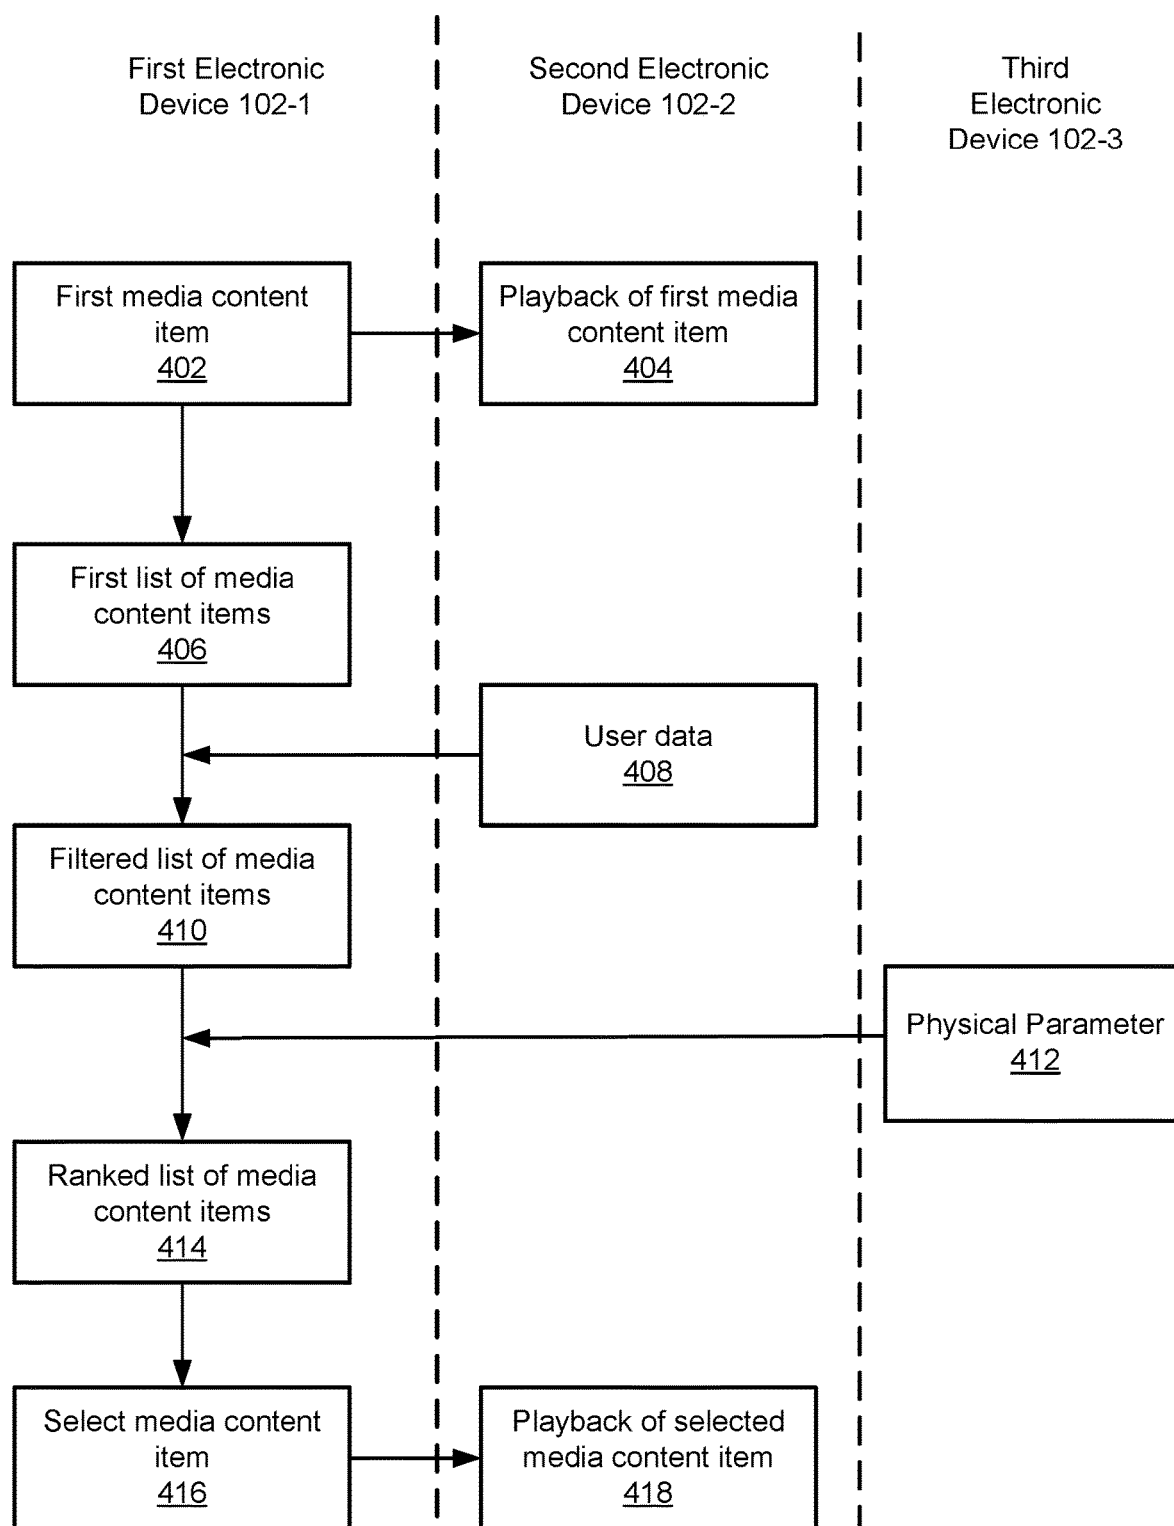 First Electronic
Device 102-1
Second Electronic
Device 102-2
Third
Electronic
Device 102-3
First media content
item
402
Playback of first media
content item
404
First list of media
content items
406
User data
408
Filtered list of media
content items
410
Physical Parameter
412
Ranked list of media
content items
414
Select media content
item
416
Playback of selected
media content item
418